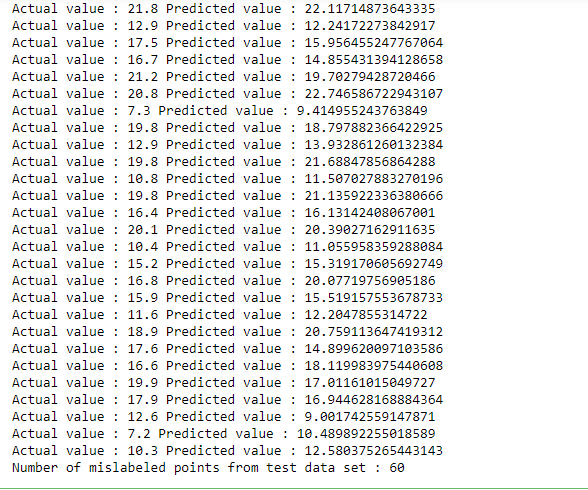 Actual value : 21.8 Predicted value : 22.11714873643335
Actual value : 12.9 Predicted value : 12.24172273842917
Actual value : 17.5 Predicted value : 15.956455247767064
Actual value : 16.7 Predicted value : 14.855431394128658
Actual value : 21.2 Predicted value : 19.70279428720466
Actual value : 20.8 Predicted value : 22.746586722943107
Actual value : 7.3 Predicted value : 9.414955243763849
Actual value : 19.8 Predicted value : 18.797882366422925
Actual value : 12.9 Predicted value : 13.932861260132384
Actual value : 19.8 Predicted value : 21.68847856864288
Actual value : 10.8 Predicted value : 11.507027883270196
Actual value : 19.8 Predicted value : 21.135922336380666
Actual value : 16.4 Predicted value : 16.13142408067001
Actual value : 20.1 Predicted value : 20.39027162911635
Actual value : 10.4 Predicted value : 11.055958359288084
Actual value : 15.2 Predicted value : 15.319170605692749
Actual value : 16.8 Predicted value : 20.07719756905186
Actual value : 15.9 Predicted value : 15.519157553678733
Actual value : 11.6 Predicted value : 12.2047855314722
Actual value : 18.9 Predicted value : 20.759113647419312
Actual value : 17.6 Predicted value : 14.899620097103586
Actual value : 16.6 Predicted value : 18.119983975440608
Actual value : 19.9 Predicted value : 17.01161015049727
Actual value : 17.9 Predicted value : 16.944628168884364
Actual value : 12.6 Predicted value : 9.001742559147871
Actual value : 7.2 Predicted value : 10.489892255018589
Actual value : 10.3 Predicted value : 12.580375265443143
Number of mislabeled points from test data set : 60